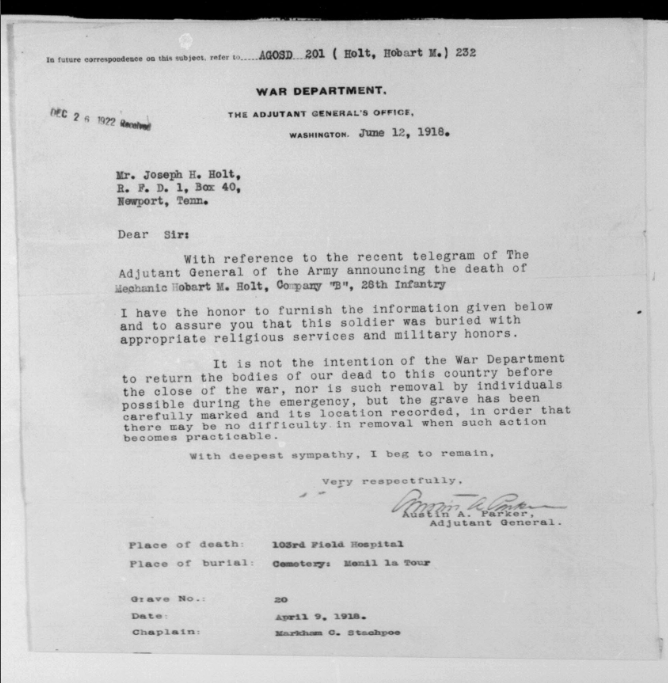 In future correspondence on this subject, refer to.....AGOSD 201 ( Holt, Hobart M.) 232
WAR DEPARTMENT.
THE ADJUTANT GENERAL'S OFFICE,
DEC 26 1922 Received
WASHINGTON. June 12, 1918.
Mr. Joseph H. Holt,
R. F. D. 1, Box 40,
Newport, Tenn.
Dear Sir:
With reference to the recent telegram of The
Adjutant General of the Army announcing the death of
Mechanic Hobart M. Holt, Company "B", 28th Infantry
I have the honor to furnish the information given below
and to assure you that this soldier was buried with
appropriate religious services and military honors.
It is not the intention of the War Department
to return the bodies of our dead to this country before
the close of the war, nor is such removal by individuals
possible during the emergency, but the grave has been
carefully marked and its location recorded, in order that
there may be no difficulty in removal when such action
becomes practicable.
With deepest sympathy, I beg to remain,
Very respectfully,
Austin A. Parker
Austin A. Parker,
Adjutant General.
Place of death: 103rd Field Hospital
Place of burial: Cemetery: Menil la Tour
Grave No.: 20
Date: April 9, 1918.
Chaplain: Markham C. Stachpoe